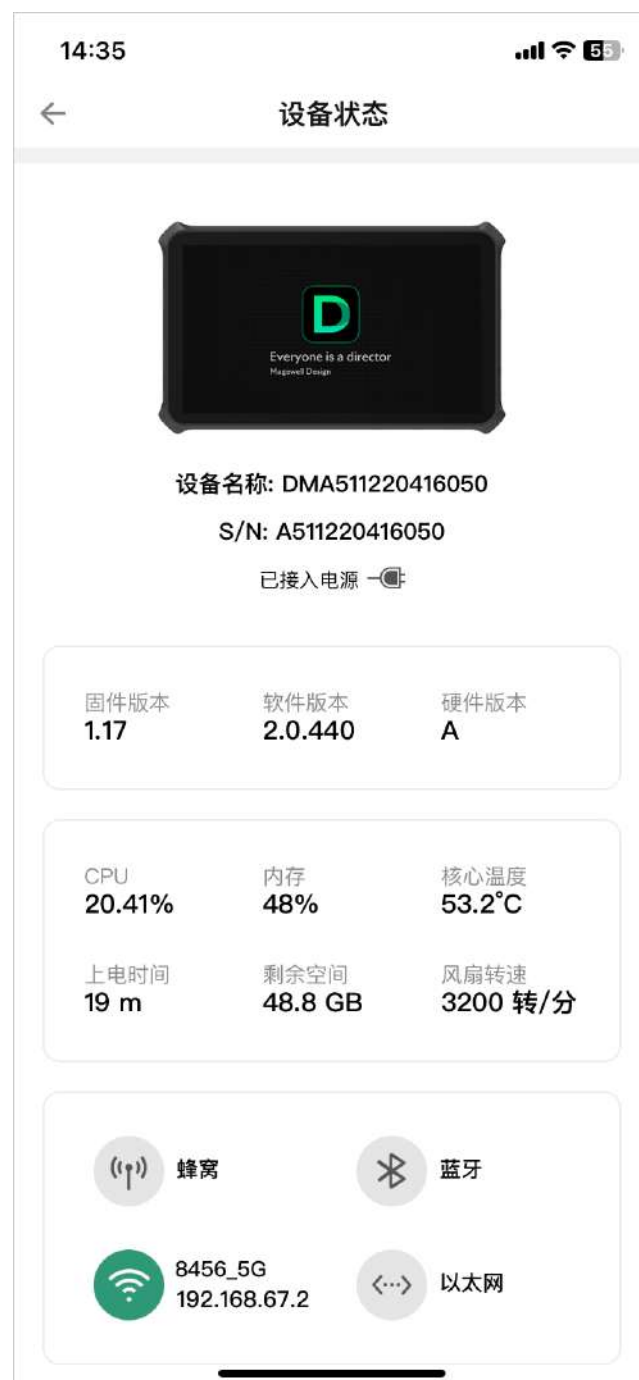 14:35
55
设备状态
D
Everyone is a director
Magewell Design
设备名称: DMA511220416050
S/N: A511220416050
已接入电源
固件版本 软件版本 硬件版本
1.17 2.0.440 A
CPU 内存 核心温度
20.41% 48% 53.2°C
上电时间 剩余空间 风扇转速
19 m 48.8 GB 3200 转/分
蜂窝 蓝牙
8456_5G
192.168.67.2 以太网